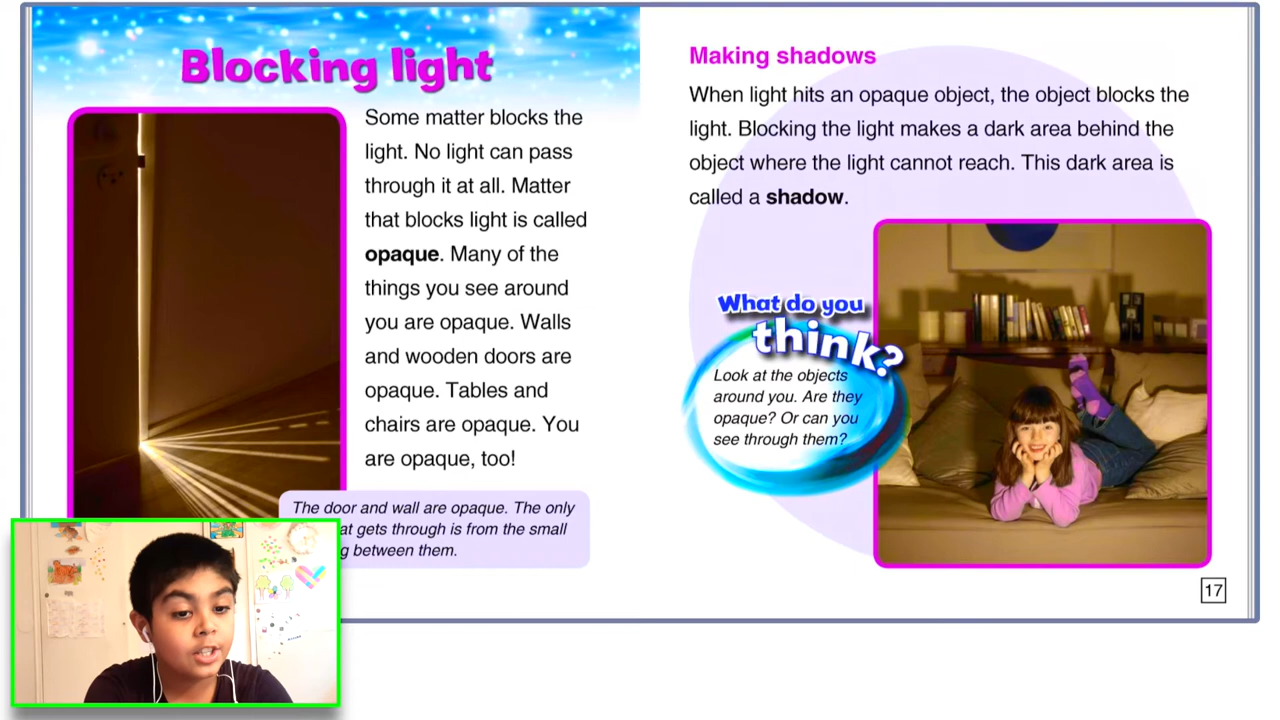 Blocking light
Some matter blocks the
light. No light can pass
through it at all. Matter
that blocks light is called
opaque. Many of the
things you see around
you are opaque. Walls
and wooden doors are
opaque. Tables and
chairs are opaque. You
are opaque, too!
The door and wall are opaque. The only
at gets through is from the small
g between them.
Making shadows
When light hits an opaque object, the object blocks the
light. Blocking the light makes a dark area behind the
object where the light cannot reach. This dark area is
called a shadow.
What do you
think?
Look at the objects
around you. Are they
opaque? Or can you
see through them?
17